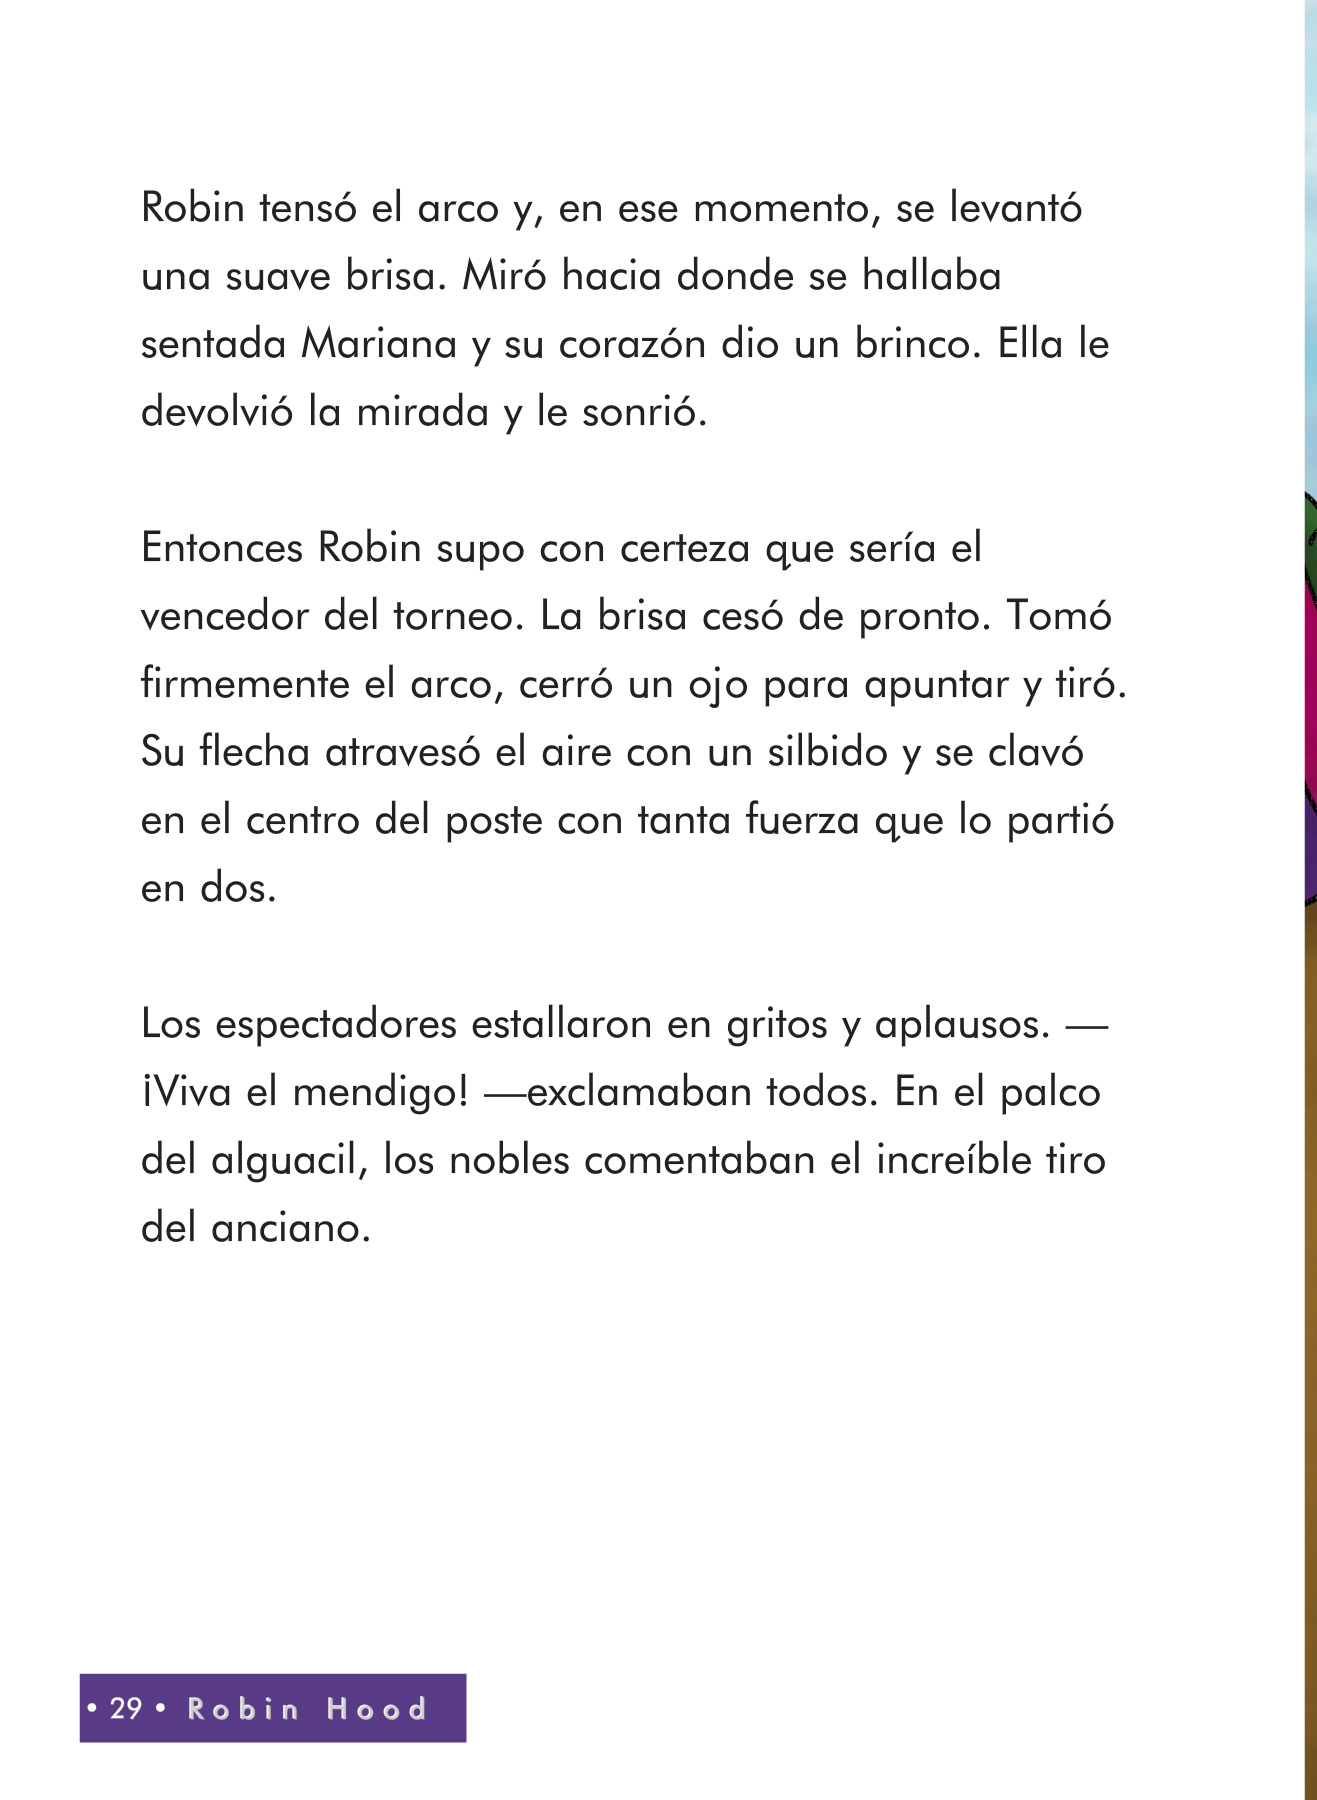 Robin tensó el arco y, en ese momento, se levantó
una suave brisa. Miró hacia donde se hallaba
sentada Mariana y su corazón dio un brinco. Ella le
devolvió la mirada y le sonrió.
Entonces Robin supo con certeza que sería el
vencedor del torneo. La brisa cesó de pronto. Tomó
firmemente el arco, cerró un ojo para apuntar y tiró.
Su flecha atravesó el aire con un silbido y se clavó
en el centro del poste con tanta fuerza que lo partió
en dos.
Los espectadores estallaron en gritos y aplausos. —
¡Viva el mendigo! —exclamaban todos. En el palco
del alguacil, los nobles comentaban el increíble tiro
del anciano.
• 29 • Robin Hood